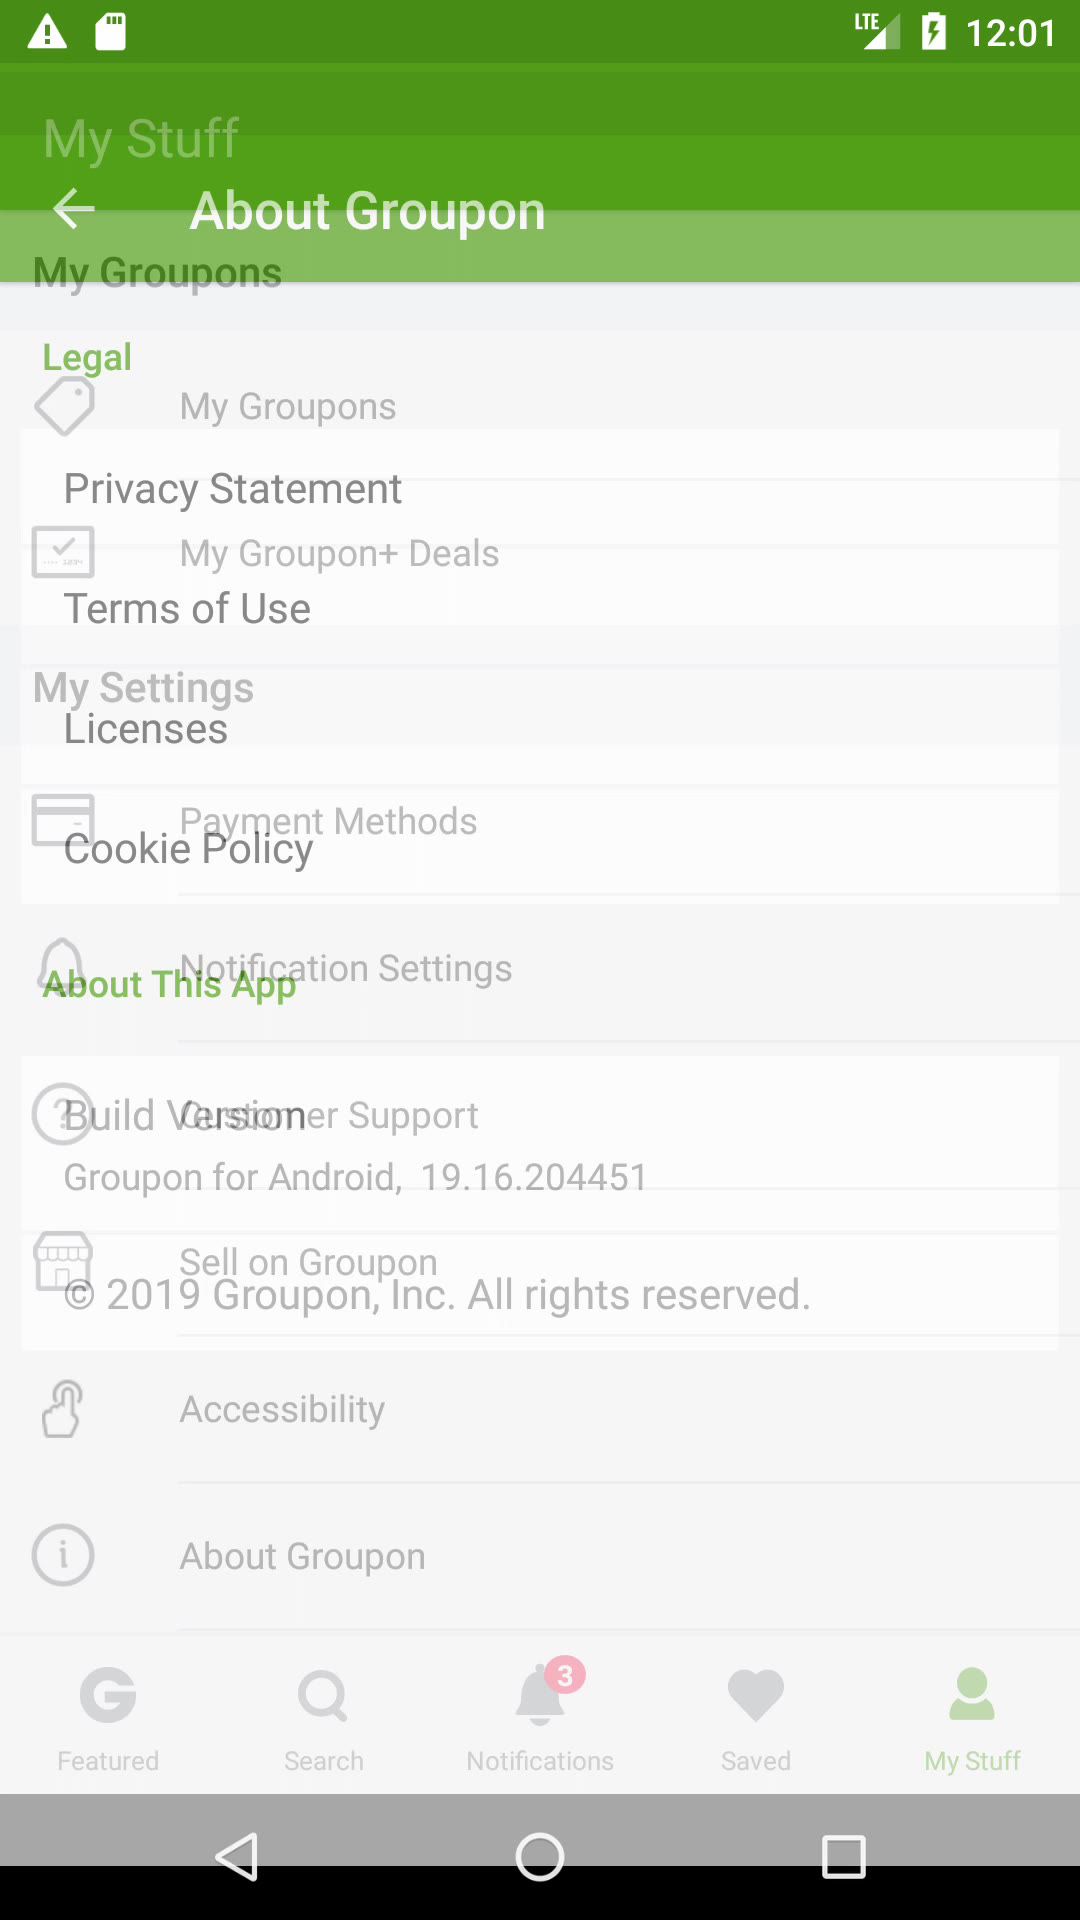 LTE 12:01
My Stuff
About Groupon
My Groupons
Legal
My Groupons
Privacy Statement
My Groupon+ Deals
Terms of Use
My Settings
Licenses
Payment Methods
Cookie Policy
Notification Settings
About This App
Build Version
Customer Support
Groupon for Android, 19.16.204451
Sell on Groupon
© 2019 Groupon, Inc. All rights reserved.
Accessibility
About Groupon
3
Featured Search Notifications Saved My Stuff